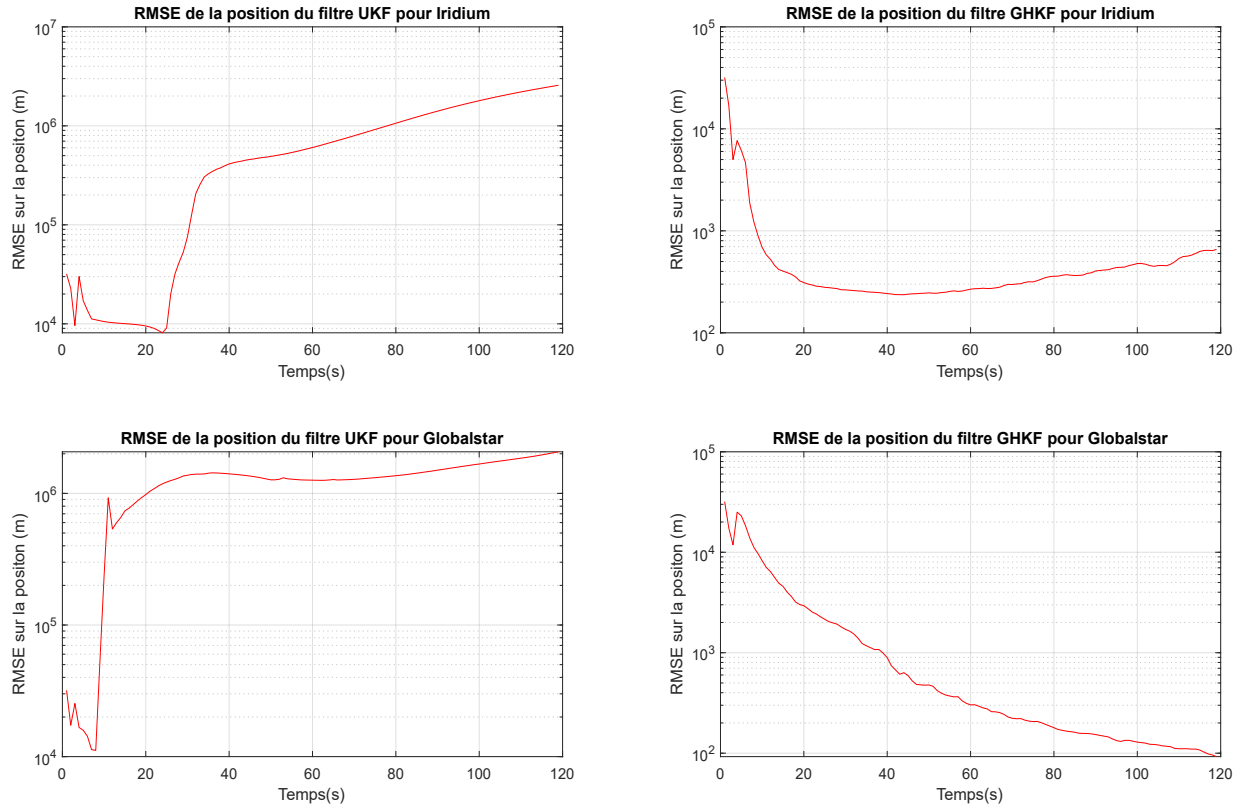 RMSE de la position du filtre UKF pour Iridium
RMSE sur la positon (m)
10^7
10^6
10^5
10^4
0 20 40 60 80 100 120
Temps(s)
RMSE de la position du filtre GHKF pour Iridium
RMSE sur la positon (m)
10^5
10^4
10^3
10^2
0 20 40 60 80 100 120
Temps(s)
RMSE de la position du filtre UKF pour Globalstar
RMSE sur la positon (m)
10^6
10^5
10^4
0 20 40 60 80 100 120
Temps(s)
RMSE de la position du filtre GHKF pour Globalstar
RMSE sur la positon (m)
10^5
10^4
10^3
10^2
0 20 40 60 80 100 120
Temps(s)